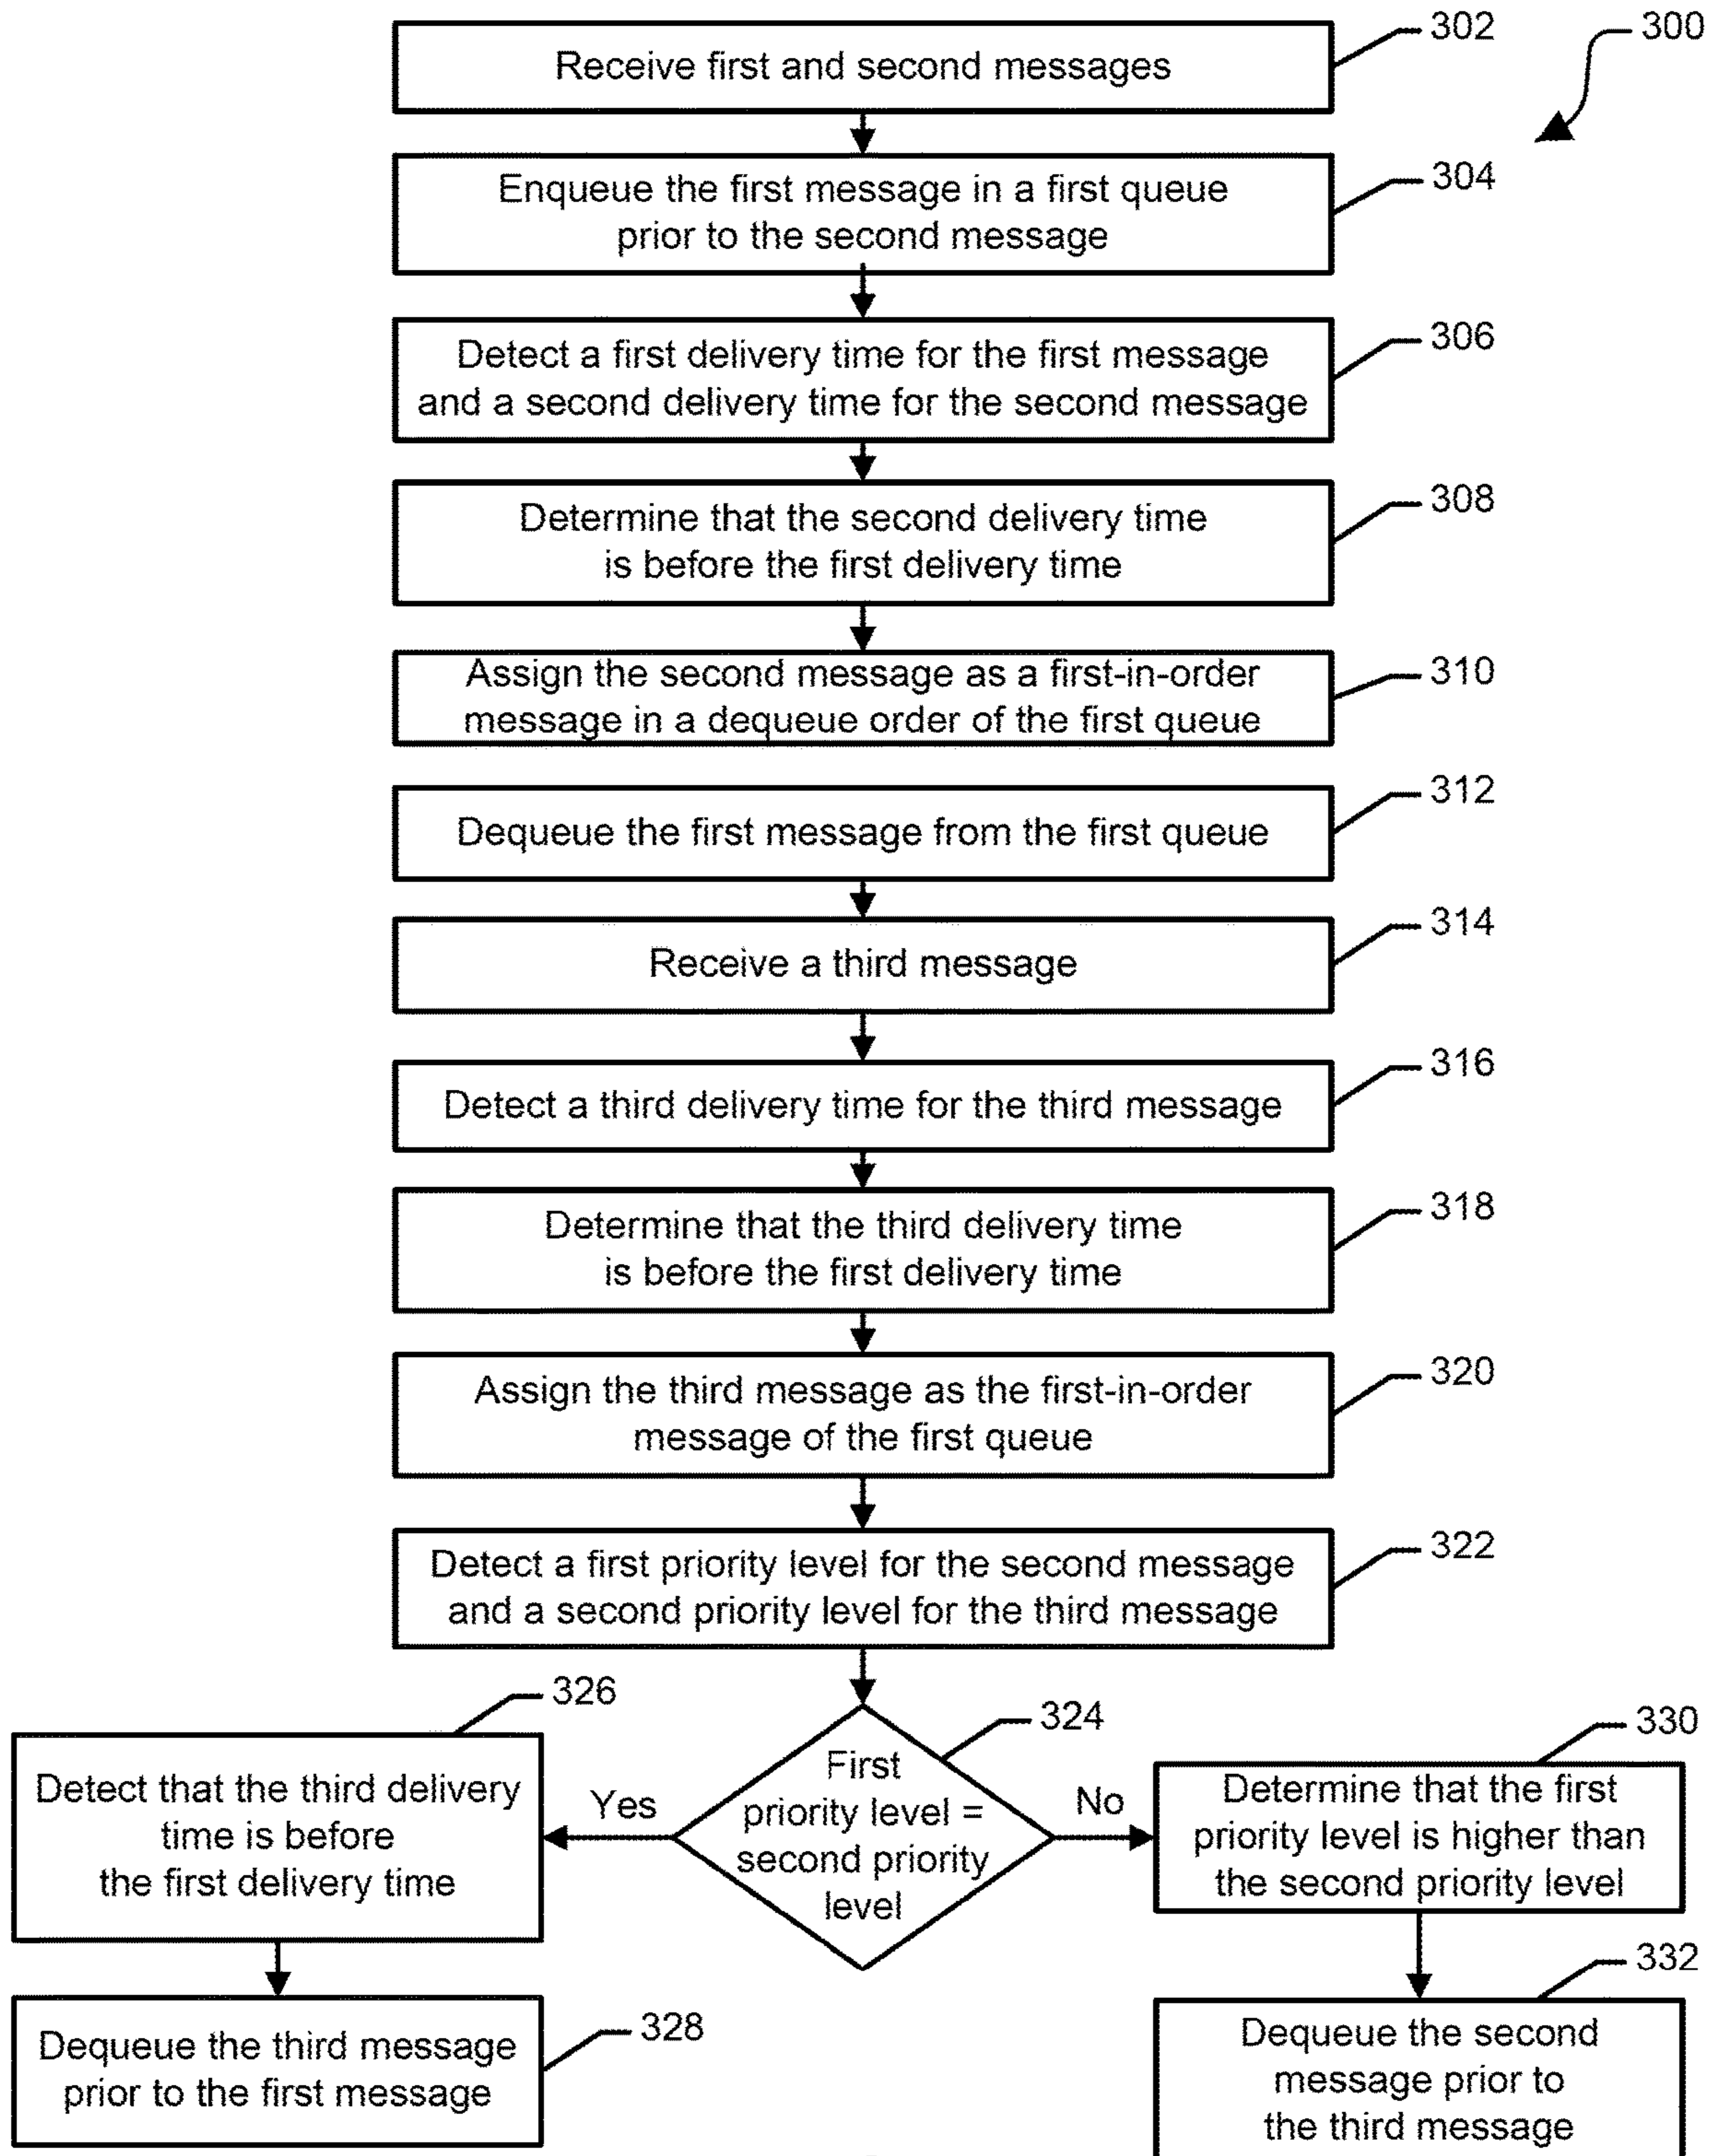 302
300
Receive first and second messages
304
Enqueue the first message in a first queue
prior to the second message
306
Detect a first delivery time for the first message
and a second delivery time for the second message
308
Determine that the second delivery time
is before the first delivery time
310
Assign the second message as a first-in-order
message in a dequeue order of the first queue
312
Dequeue the first message from the first queue
314
Receive a third message
316
Detect a third delivery time for the third message
318
Determine that the third delivery time
is before the first delivery time
320
Assign the third message as the first-in-order
message of the first queue
322
Detect a first priority level for the second message
and a second priority level for the third message
326
Detect that the third delivery
time is before
the first delivery time
Yes
324
First
priority level =
second priority
level
No
330
Determine that the first
priority level is higher than
the second priority level
328
Dequeue the third message
prior to the first message
332
Dequeue the second
message prior to
the third message